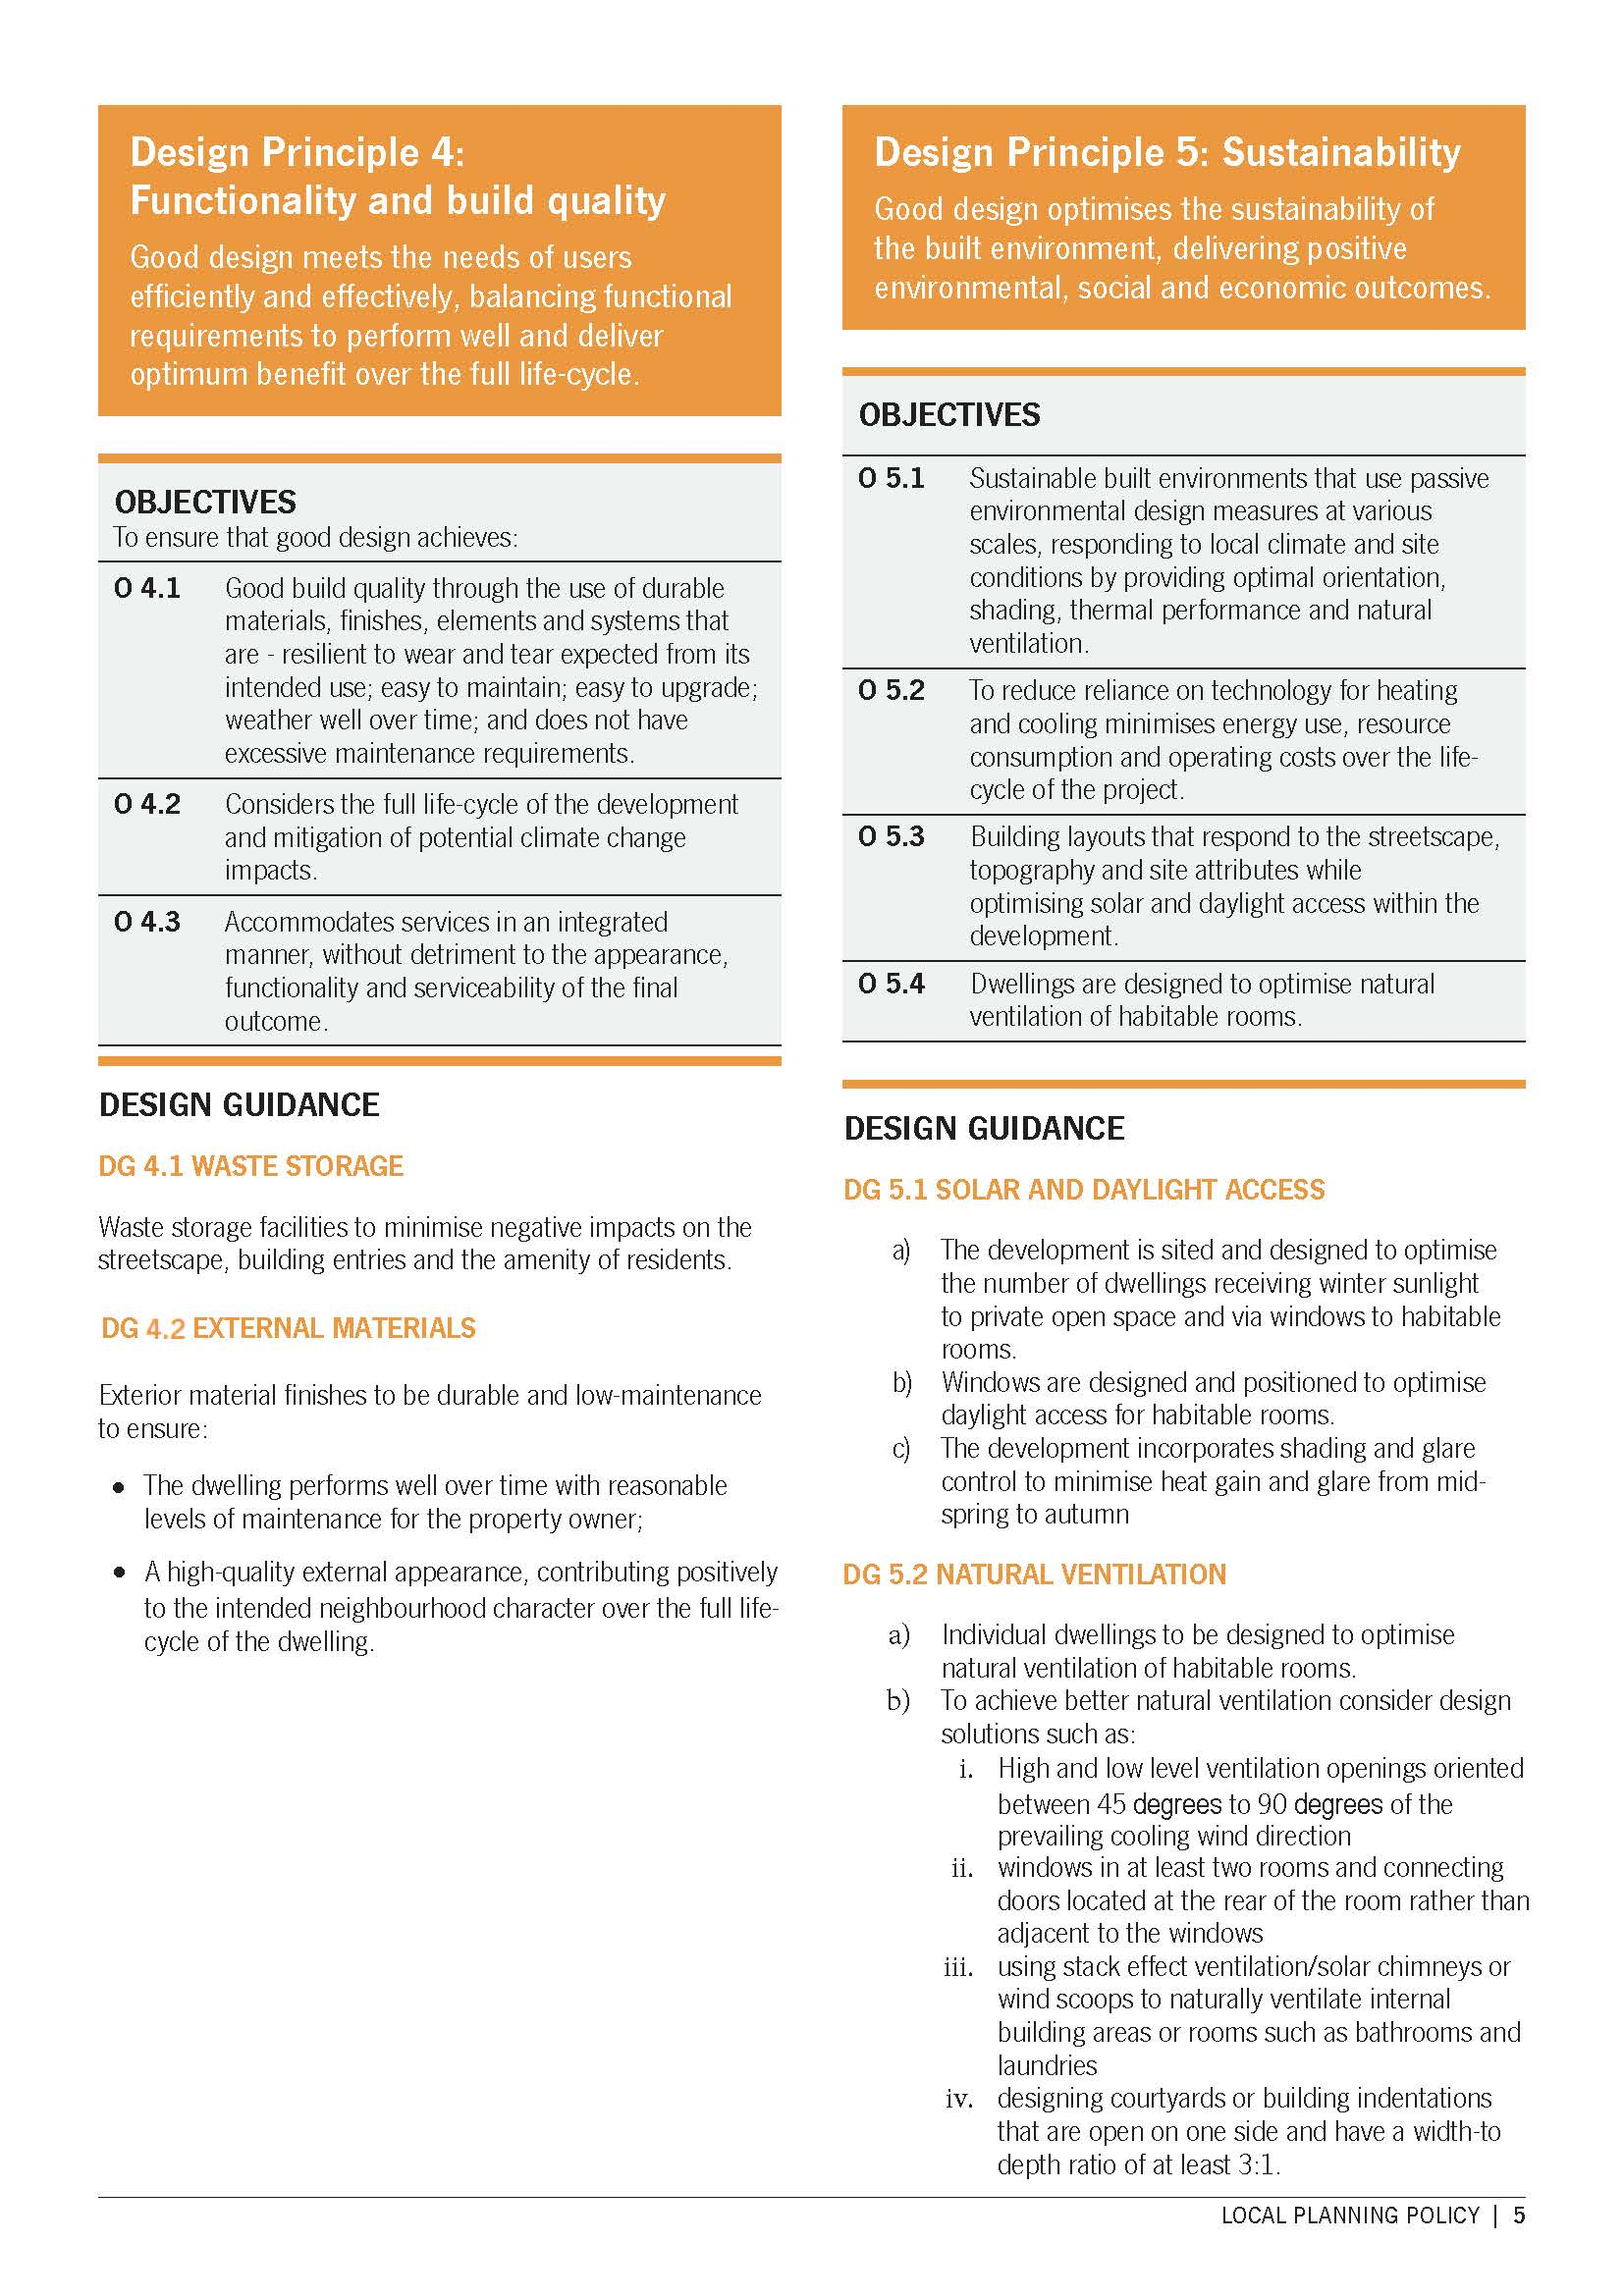 Design Principle 4:
Functionality and build quality
Good design meets the needs of users
efficiently and effectively, balancing functional
requirements to perform well and deliver
optimum benefit over the full life-cycle.
OBJECTIVES
To ensure that good design achieves:
O 4.1 Good build quality through the use of durable
materials, finishes, elements and systems that
are - resilient to wear and tear expected from its
intended use; easy to maintain; easy to upgrade;
weather well over time; and does not have
excessive maintenance requirements.
O 4.2 Considers the full life-cycle of the development
and mitigation of potential climate change
impacts.
O 4.3 Accommodates services in an integrated
manner, without detriment to the appearance,
functionality and serviceability of the final
outcome.
DESIGN GUIDANCE
DG 4.1 WASTE STORAGE
Waste storage facilities to minimise negative impacts on the
streetscape, building entries and the amenity of residents.
DG 4.2 EXTERNAL MATERIALS
Exterior material finishes to be durable and low-maintenance
to ensure:
• The dwelling performs well over time with reasonable
levels of maintenance for the property owner;
• A high-quality external appearance, contributing positively
to the intended neighbourhood character over the full life-
cycle of the dwelling.
Design Principle 5: Sustainability
Good design optimises the sustainability of
the built environment, delivering positive
environmental, social and economic outcomes.
OBJECTIVES
O 5.1 Sustainable built environments that use passive
environmental design measures at various
scales, responding to local climate and site
conditions by providing optimal orientation,
shading, thermal performance and natural
ventilation.
O 5.2 To reduce reliance on technology for heating
and cooling minimises energy use, resource
consumption and operating costs over the life-
cycle of the project.
O 5.3 Building layouts that respond to the streetscape,
topography and site attributes while
optimising solar and daylight access within the
development.
O 5.4 Dwellings are designed to optimise natural
ventilation of habitable rooms.
DESIGN GUIDANCE
DG 5.1 SOLAR AND DAYLIGHT ACCESS
a) The development is sited and designed to optimise
the number of dwellings receiving winter sunlight
to private open space and via windows to habitable
rooms.
b) Windows are designed and positioned to optimise
daylight access for habitable rooms.
c) The development incorporates shading and glare
control to minimise heat gain and glare from mid-
spring to autumn
DG 5.2 NATURAL VENTILATION
a) Individual dwellings to be designed to optimise
natural ventilation of habitable rooms.
b) To achieve better natural ventilation consider design
solutions such as:
i. High and low level ventilation openings oriented
between 45 degrees to 90 degrees of the
prevailing cooling wind direction
ii. windows in at least two rooms and connecting
doors located at the rear of the room rather than
adjacent to the windows
iii. using stack effect ventilation/solar chimneys or
wind scoops to naturally ventilate internal
building areas or rooms such as bathrooms and
laundries
iv. designing courtyards or building indentations
that are open on one side and have a width-to
depth ratio of at least 3:1.
LOCAL PLANNING POLICY | 5